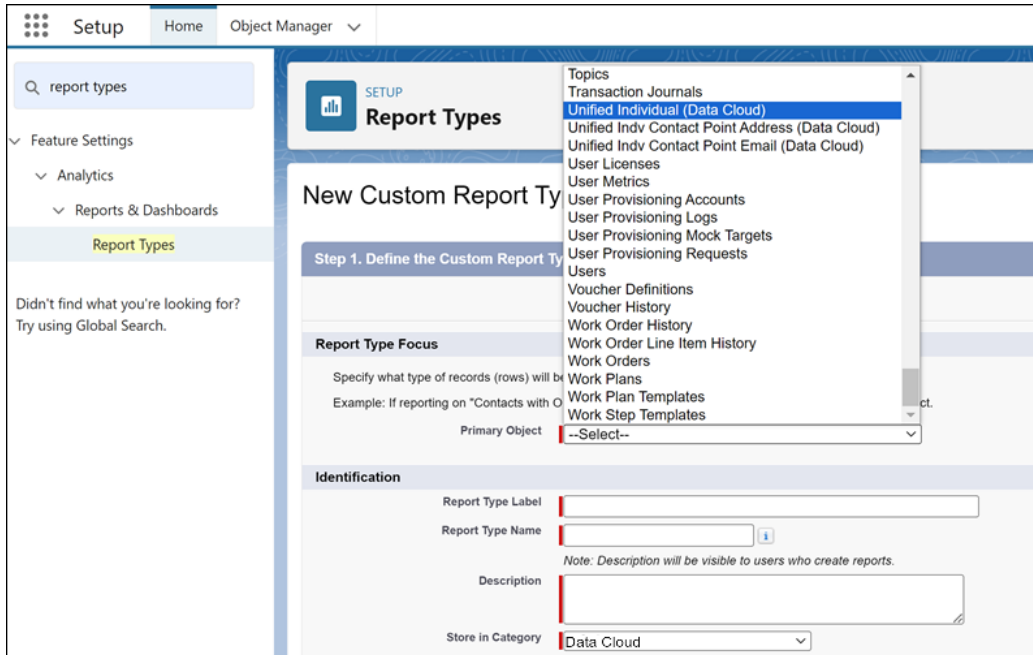 Setup
Home
Object Manager
report types
Feature Settings
Analytics
Reports & Dashboards
Report Types
Didn't find what you're looking for?
Try using Global Search.
SETUP
Report Types
New Custom Report Ty
Step 1. Define the Custom Report Ty
Report Type Focus
Specify what type of records (rows) will be
Example: If reporting on "Contacts with O
ct.
Primary Object
--Select--
Topics
Transaction Journals
Unified Individual (Data Cloud)
Unified Indv Contact Point Address (Data Cloud)
Unified Indv Contact Point Email (Data Cloud)
User Licenses
User Metrics
User Provisioning Accounts
User Provisioning Logs
User Provisioning Mock Targets
User Provisioning Requests
Users
Voucher Definitions
Voucher History
Work Order History
Work Order Line Item History
Work Orders
Work Plans
Work Plan Templates
Work Step Templates
Identification
Report Type Label
Report Type Name
i
Note: Description will be visible to users who create reports.
Description
Store in Category
Data Cloud